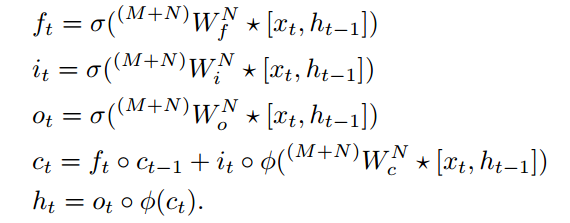 f_t = σ(^{(M+N)}W_f^N ⋆ [x_t, h_{t−1}])
i_t = σ(^{(M+N)}W_i^N ⋆ [x_t, h_{t−1}])
o_t = σ(^{(M+N)}W_o^N ⋆ [x_t, h_{t−1}])
c_t = f_t ∘ c_{t−1} + i_t ∘ ϕ(^{(M+N)}W_c^N ⋆ [x_t, h_{t−1}])
h_t = o_t ∘ ϕ(c_t).